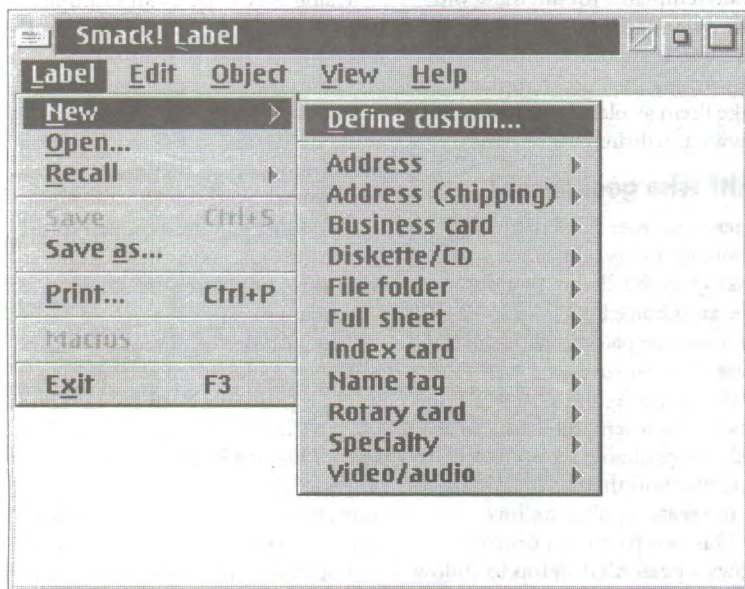 Smack! Label
Label Edit Object View Help
New
Open...
Recall
Save Ctrl+S
Save as...
Print... Ctrl+P
Macros
Exit F3
Define custom...
Address
Address (shipping)
Business card
Diskette/CD
File folder
Full sheet
Index card
Name tag
Rotary card
Specialty
Video/audio